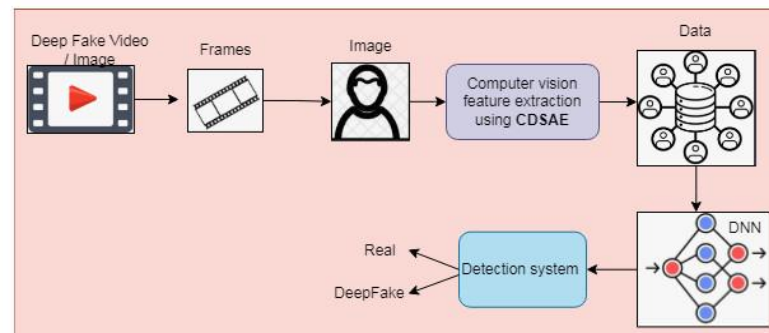 Deep Fake Video
/ Image
Frames
Image
Computer vision
feature extraction
using CDSAE
Data
DNN
Detection system
Real
DeepFake